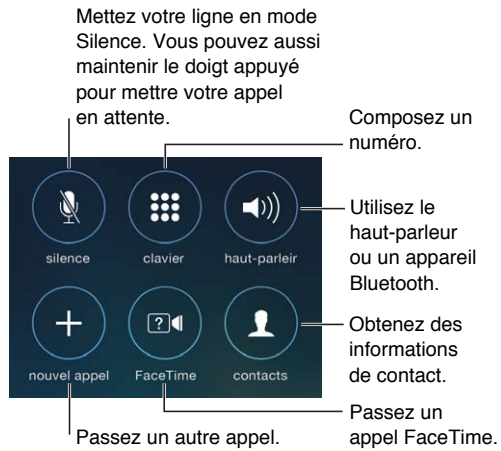 Mettez votre ligne en mode
Silence. Vous pouvez aussi
maintenir le doigt appuyé
pour mettre votre appel
en attente.
Composez un
numéro.
silence
clavier
haut-parleir
Utilisez le
haut-parleur
ou un appareil
Bluetooth.
?
nouvel appel
FaceTime
contacts
Obtenez des
informations
de contact.
Passez un autre appel.
Passez un
appel FaceTime.